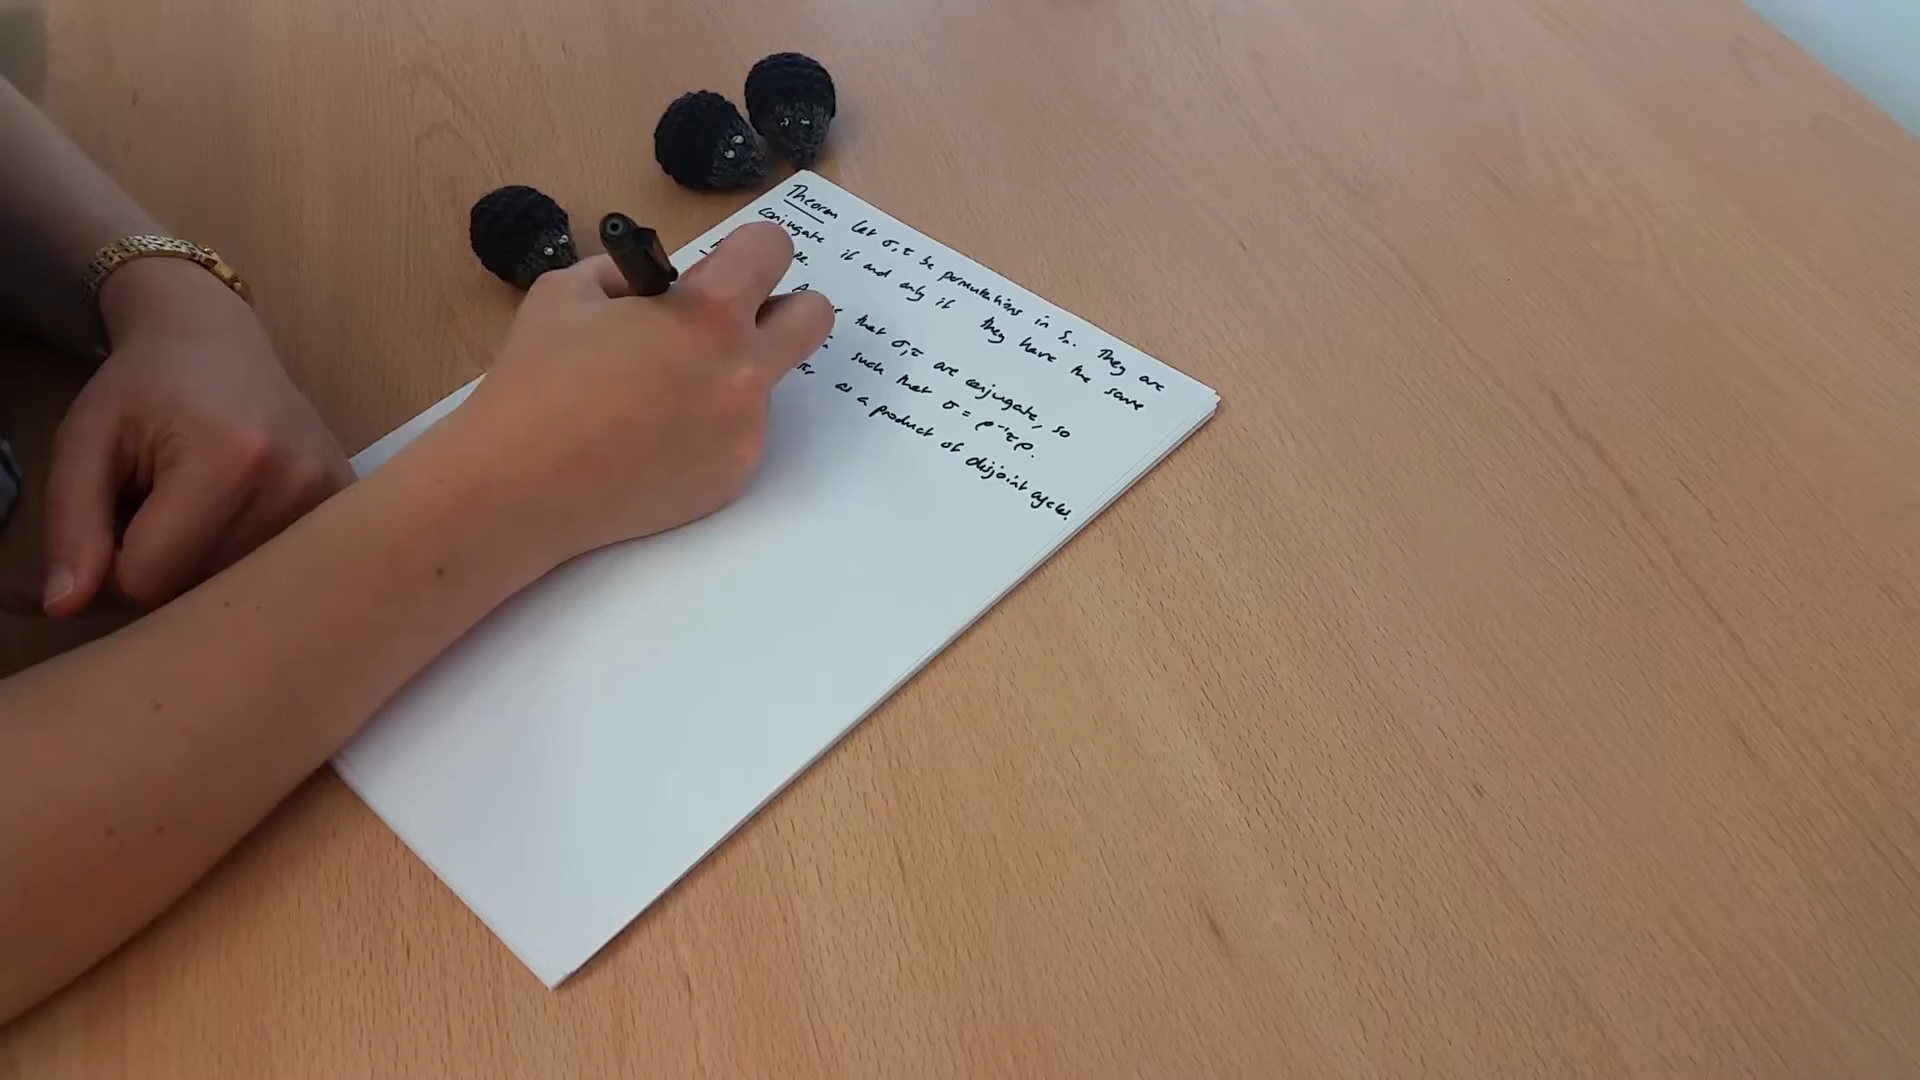 Theorem Let σ, τ be permutations in Sₙ. They are
conjugate if and only if they have the same
that σ, τ are conjugate, so
such that σ = ρ⁻¹τρ.
as a product of disjoint cycles.